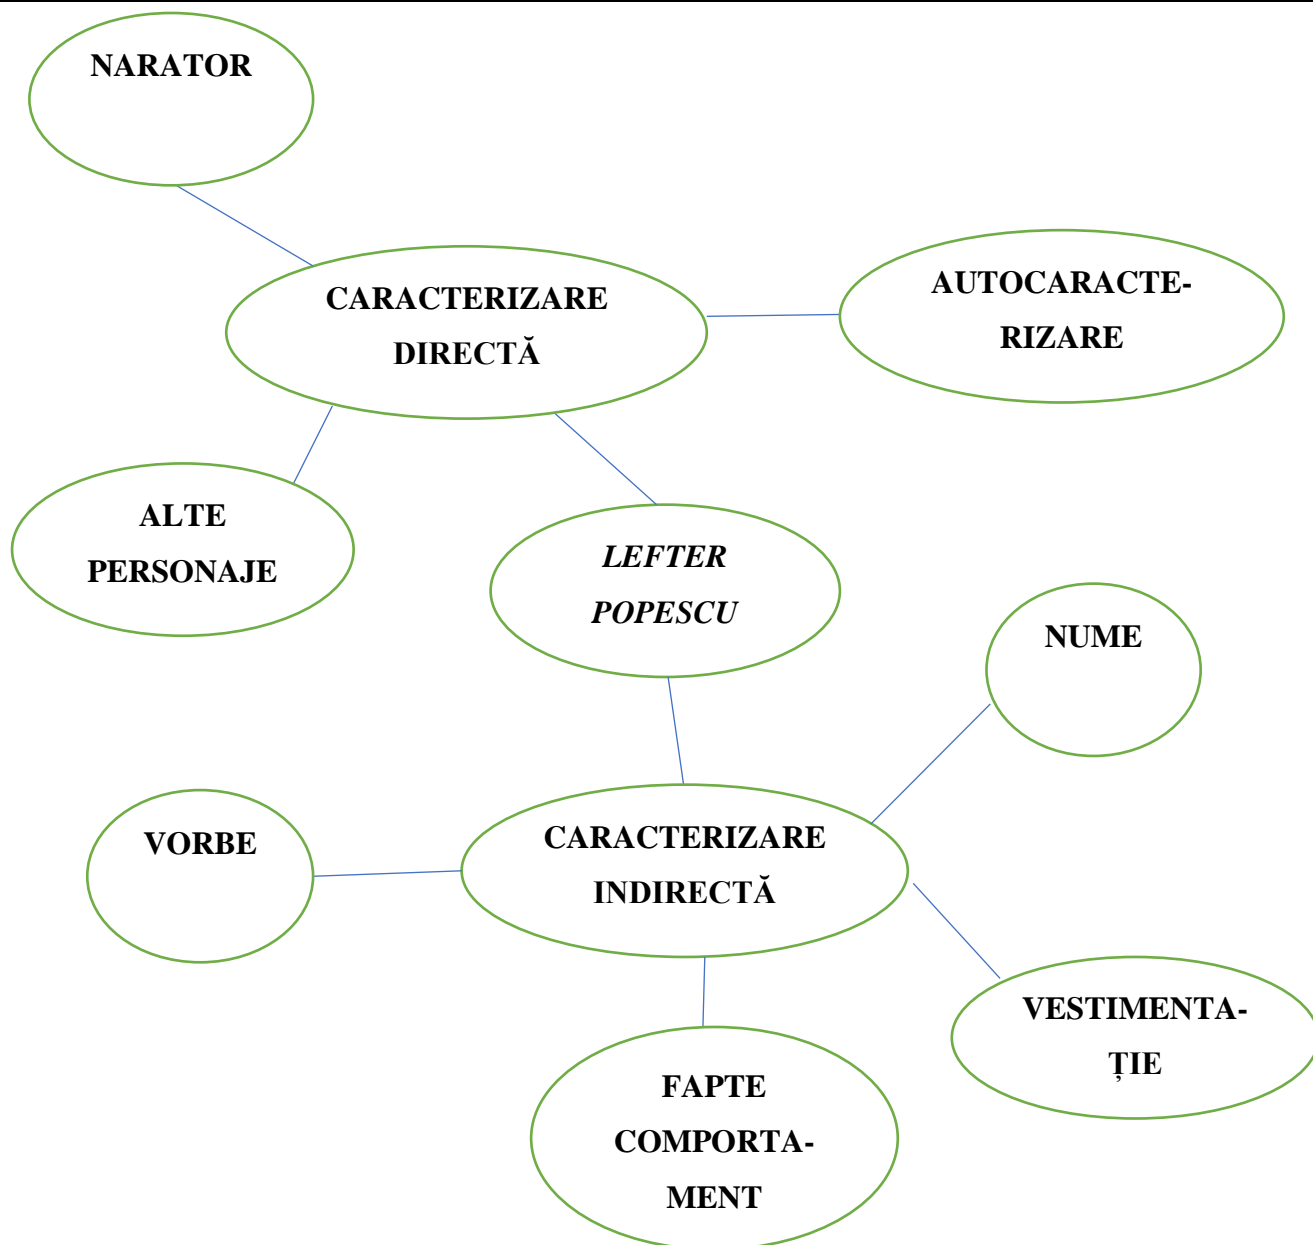 NARATOR
CARACTERIZARE
DIRECTĂ
AUTOCARACTE-
RIZARE
ALTE
PERSONAJE
LEFTER
POPESCU
NUME
VORBE
CARACTERIZARE
INDIRECTĂ
VESTIMENTA-
ȚIE
FAPTE
COMPORTA-
MENT